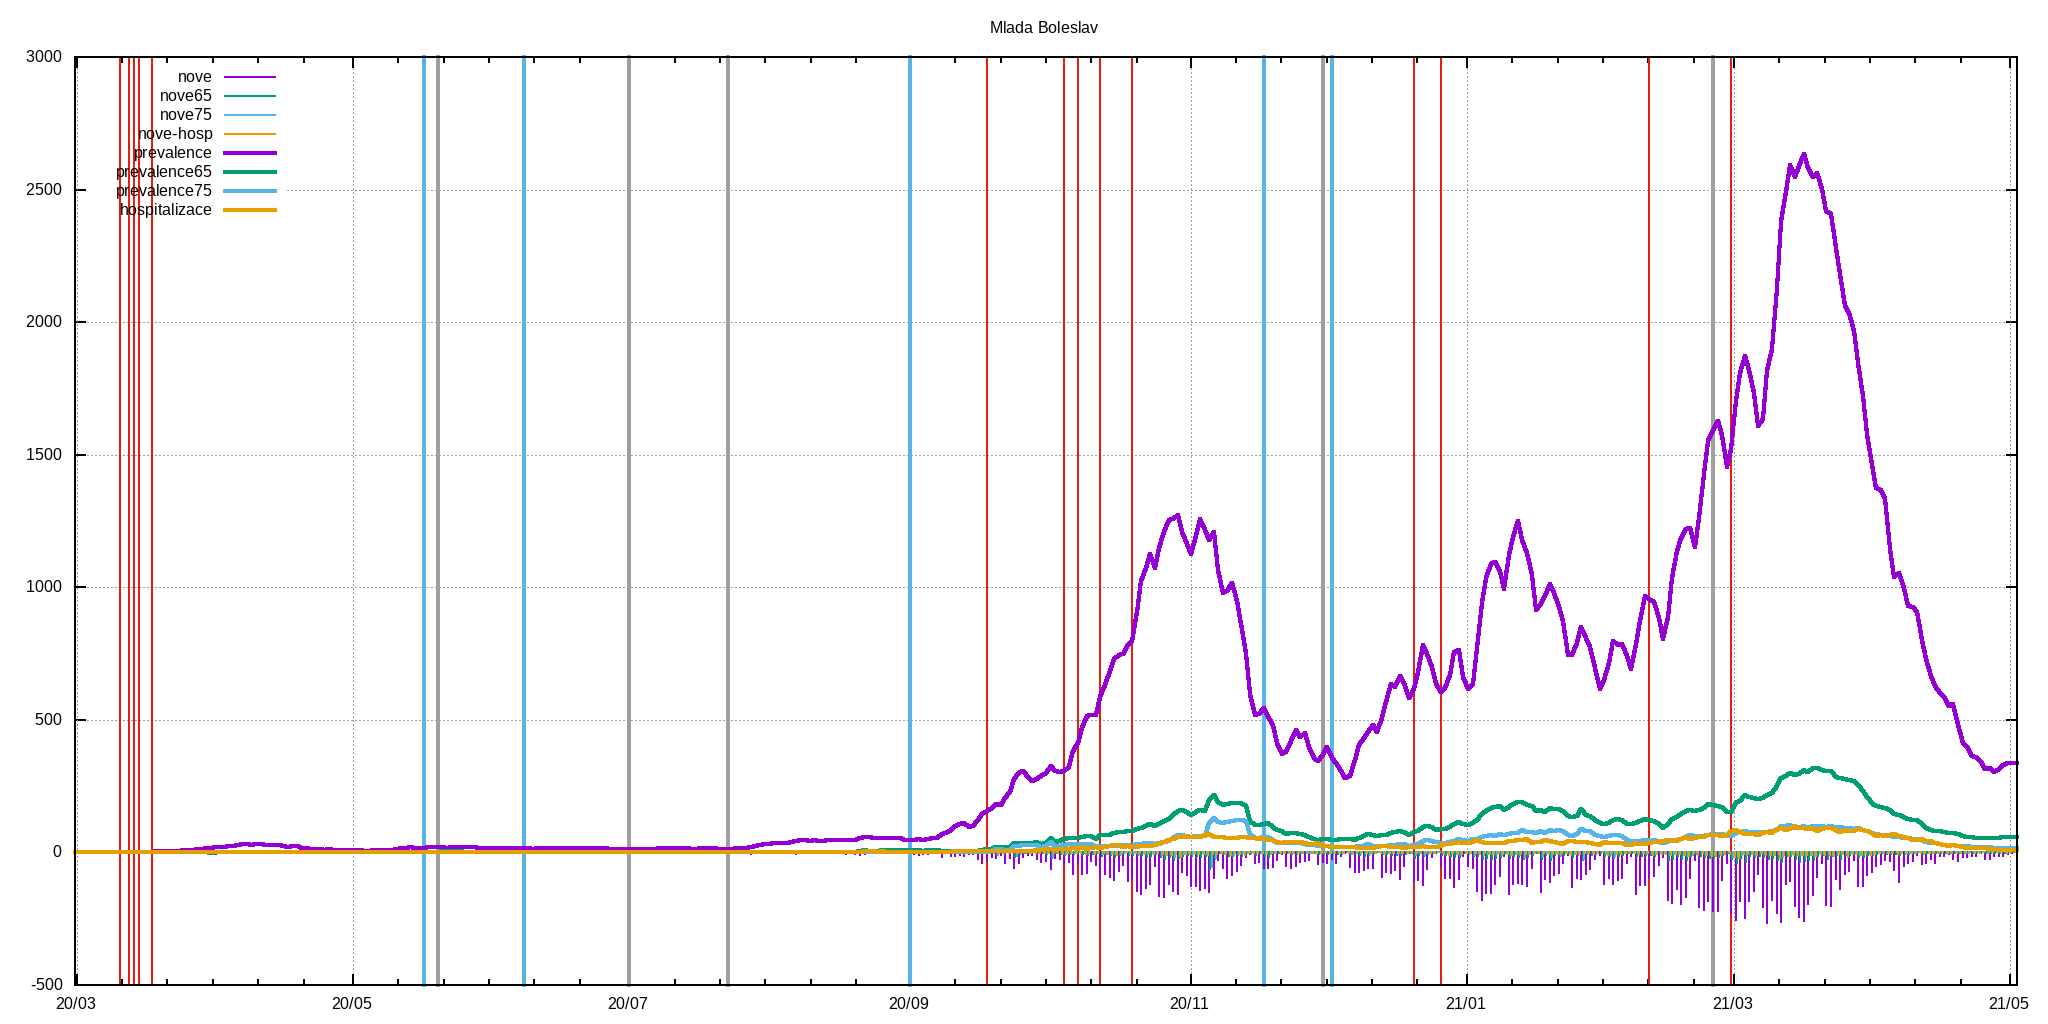 Mlada Boleslav
3000
2500
2000
1500
1000
500
0
-500
nove
nove65
nove75
nove-hosp
prevalence
prevalence65
prevalence75
hospitalizace
20/03 20/05 20/07 20/09 20/11 21/01 21/03 21/05